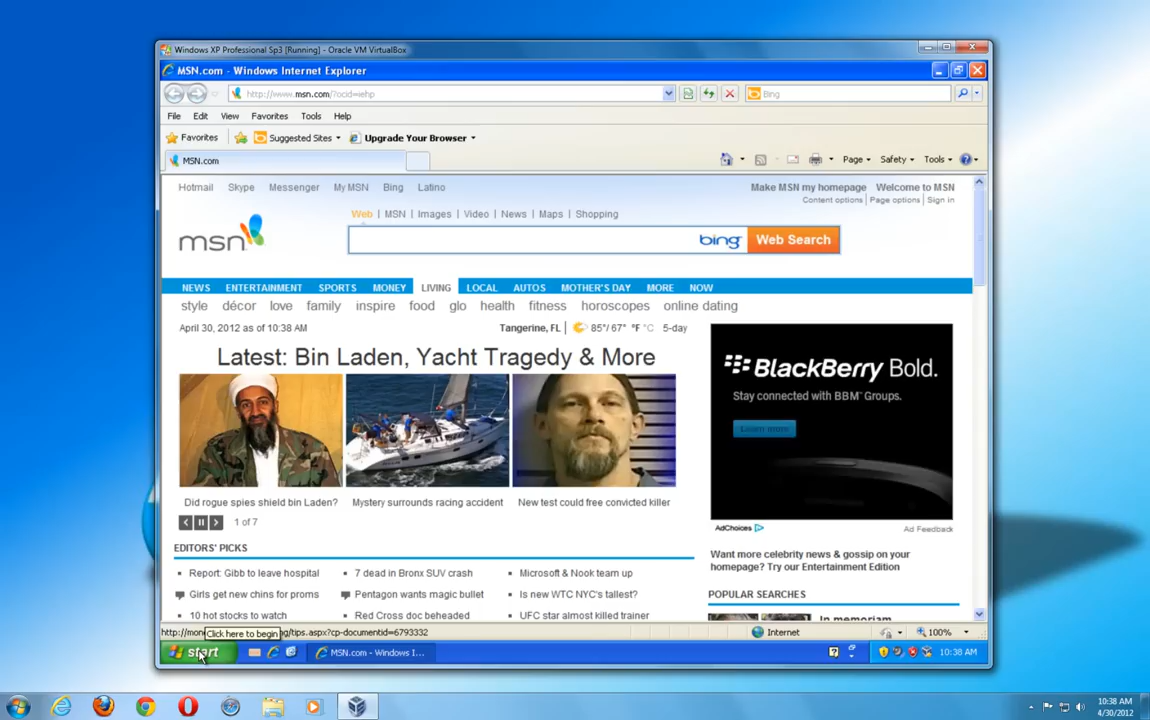 Windows XP Professional Sp3 [Running] - Oracle VM VirtualBox
MSN.com - Windows Internet Explorer
http://www.msn.com/?ocid=iehp
Bing
File Edit View Favorites Tools Help
Favorites Suggested Sites Upgrade Your Browser
MSN.com
Page Safety Tools
Hotmail Skype Messenger My MSN Bing Latino
Make MSN my homepage Welcome to MSN
Content options | Page options | Sign in
msn
Web | MSN | Images | Video | News | Maps | Shopping
bing Web Search
NEWS ENTERTAINMENT SPORTS MONEY LIVING LOCAL AUTOS MOTHER'S DAY MORE NOW
style décor love family inspire food glo health fitness horoscopes online dating
April 30, 2012 as of 10:38 AM
Tangerine, FL | 85°/ 67° °F °C 5-day
Latest: Bin Laden, Yacht Tragedy & More
Did rogue spies shield bin Laden?
Mystery surrounds racing accident
New test could free convicted killer
1 of 7
BlackBerry Bold.
Stay connected with BBM™ Groups.
Learn more
AdChoices
Ad Feedback
EDITORS' PICKS
Report: Gibb to leave hospital
7 dead in Bronx SUV crash
Microsoft & Nook team up
Girls get new chins for proms
Pentagon wants magic bullet
Is new WTC NYC's tallest?
10 hot stocks to watch
Red Cross doc beheaded
UFC star almost killed trainer
Want more celebrity news & gossip on your
homepage? Try our Entertainment Edition
POPULAR SEARCHES
In memoriam
http://mon
Click here to begin
g/tips.aspx?cp-documentid=6793332
Internet
100%
start
MSN.com - Windows I...
10:38 AM
10:38 AM
4/30/2012